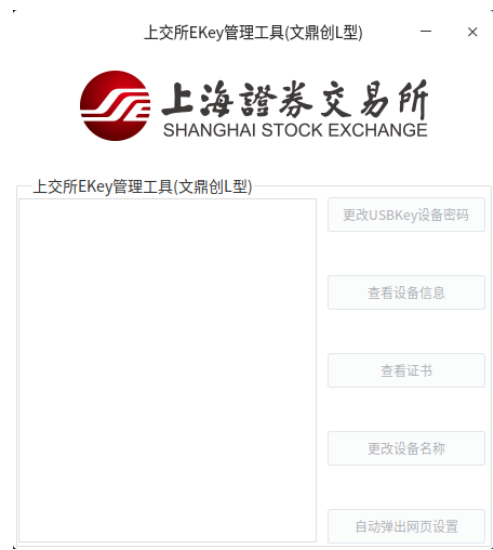 上交所EKey管理工具(文鼎创L型)
上海證券交易所
SHANGHAI STOCK EXCHANGE
上交所EKey管理工具(文鼎创L型)
更改USBKey设备密码
查看设备信息
查看证书
更改设备名称
自动弹出网页设置